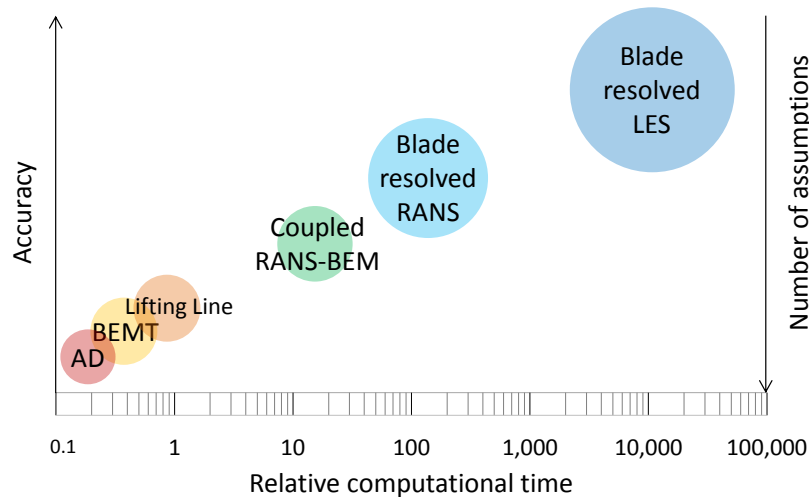 Accuracy
Number of assumptions
Blade
resolved
LES
Blade
resolved
RANS
Coupled
RANS-BEM
Lifting Line
BEMT
AD
0.1
1
10
100
1,000
10,000
100,000
Relative computational time